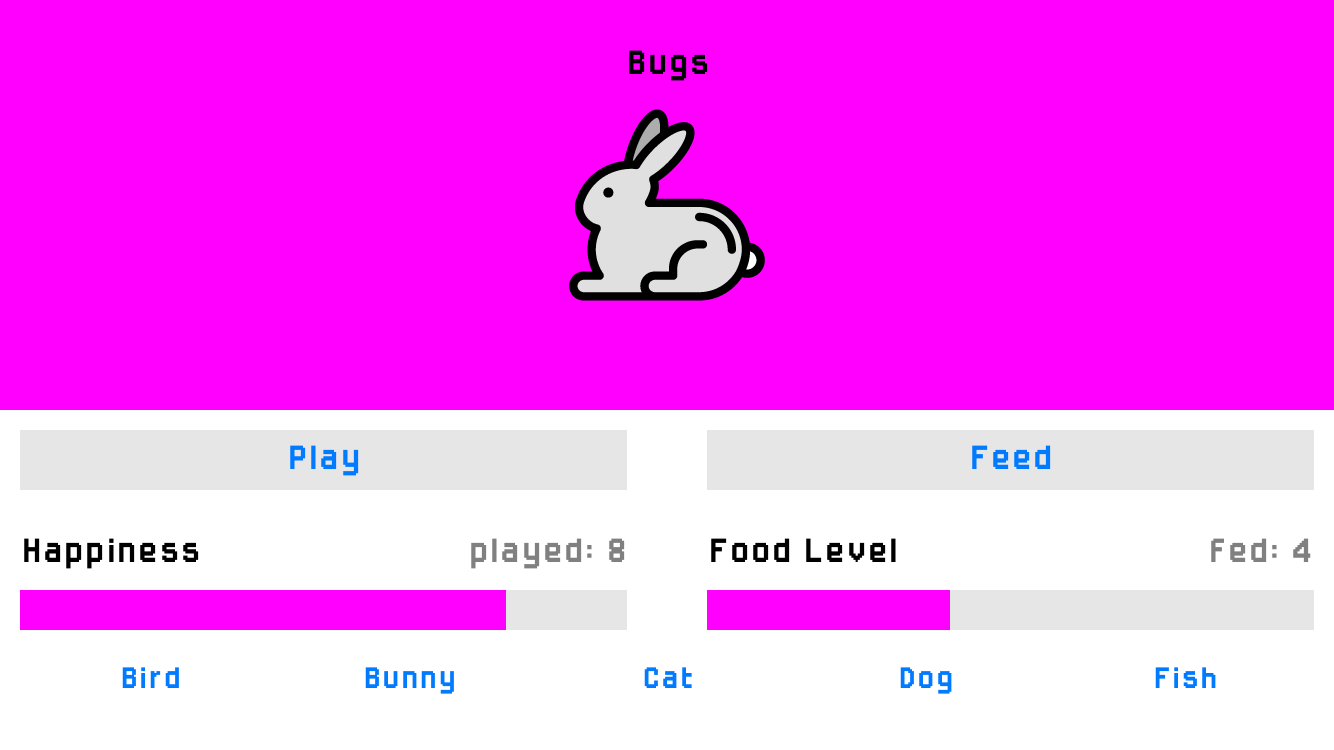 Bugs
Play
Feed
Happiness played: 8
Food Level Fed: 4
Bird Bunny Cat Dog Fish